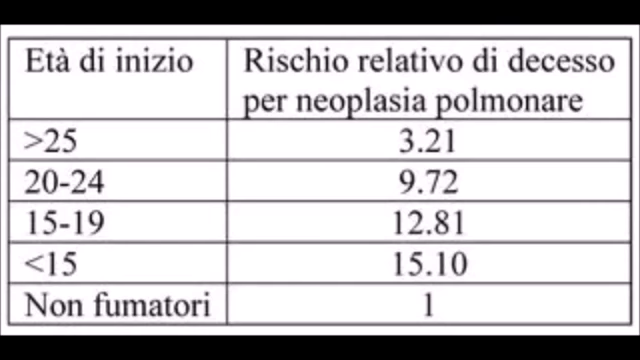 Età di inizio Rischio relativo di decesso
per neoplasia polmonare
>25 3.21
20-24 9.72
15-19 12.81
<15 15.10
Non fumatori 1